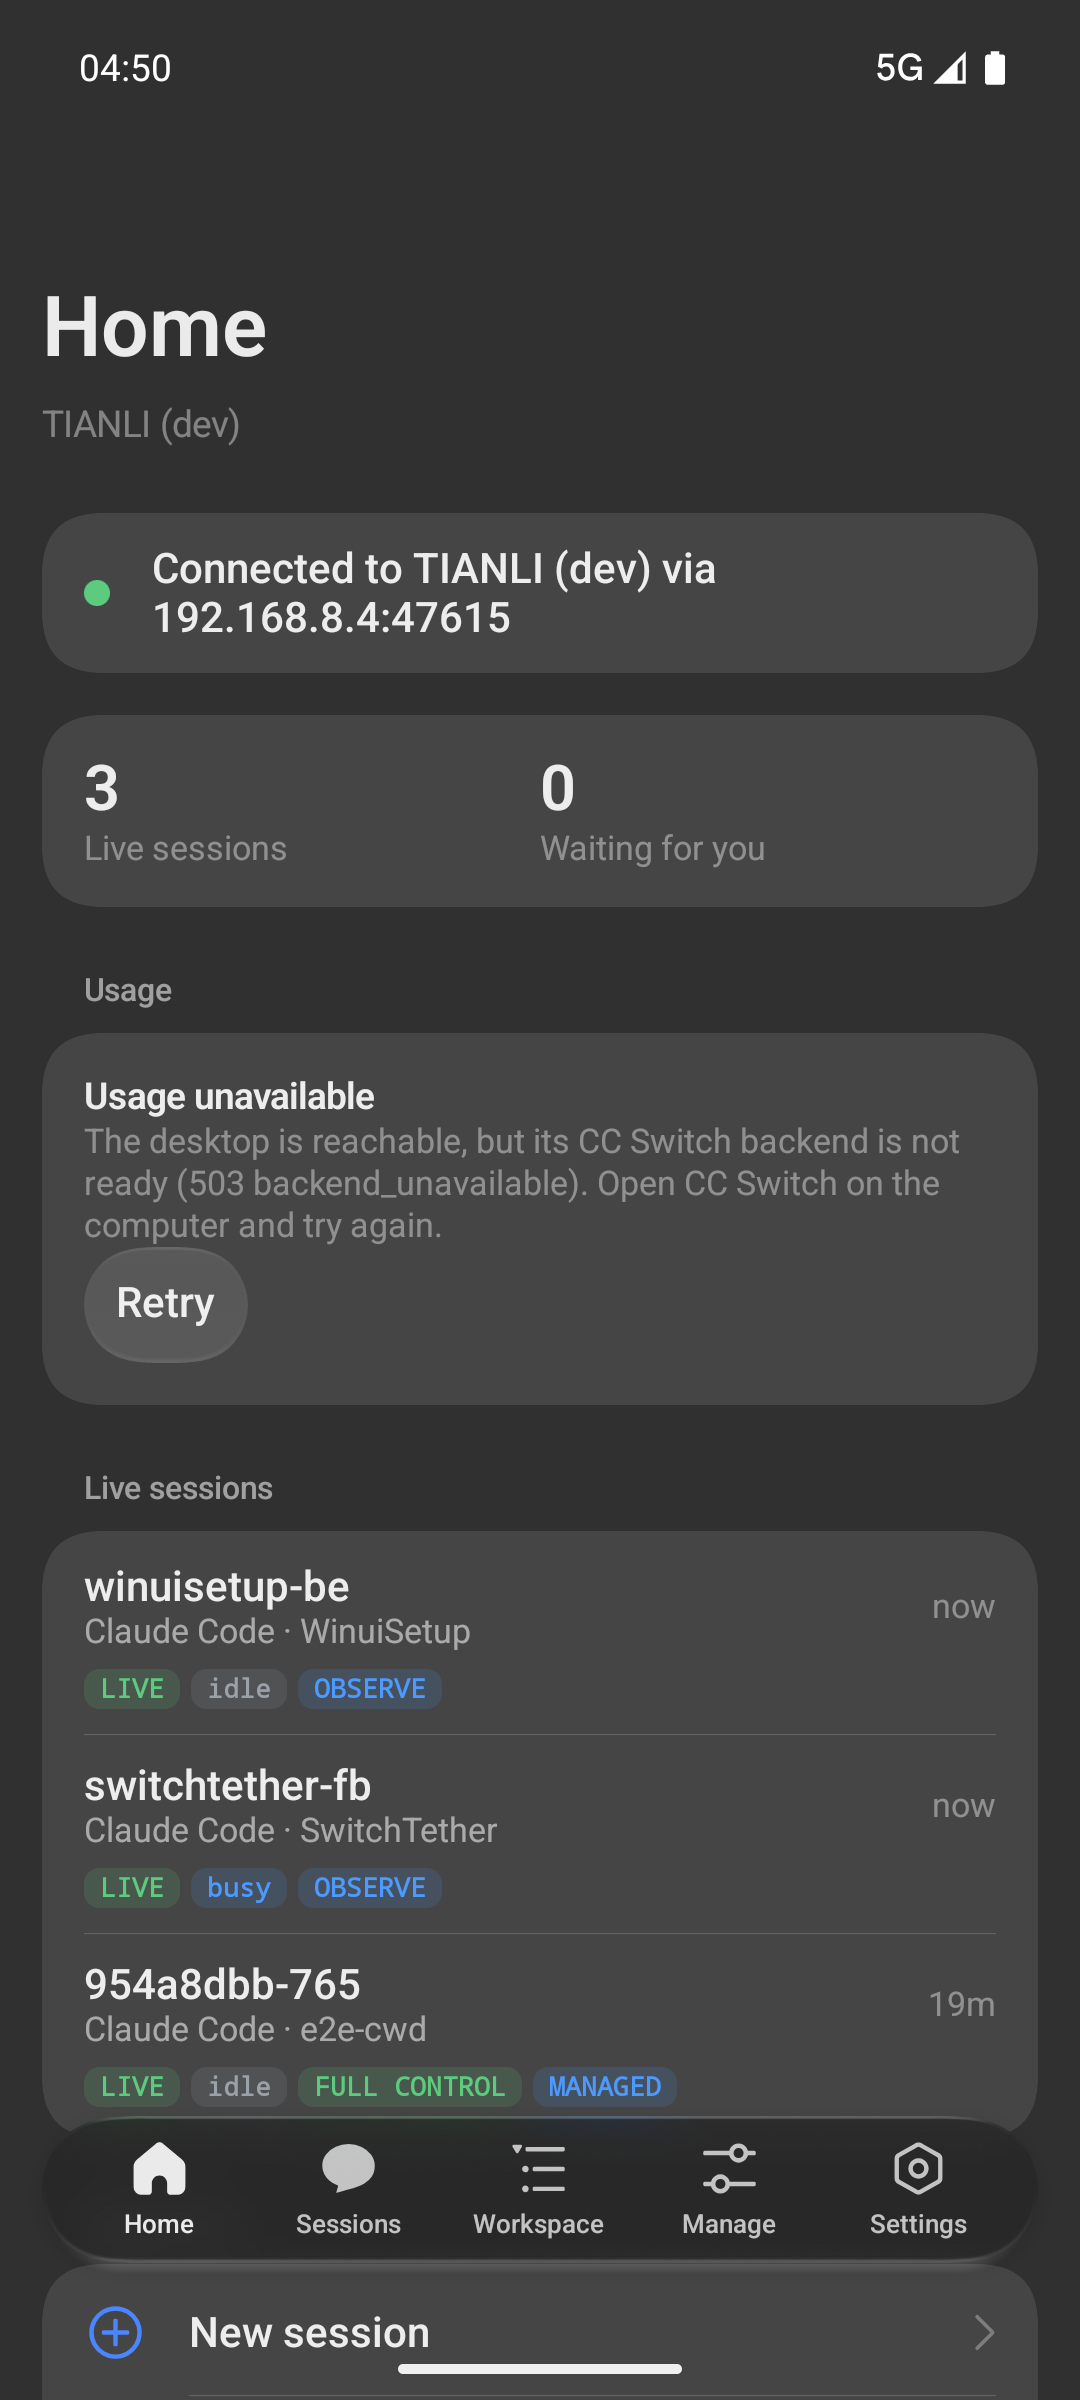 04:50
5G
Home
TIANLI (dev)
Connected to TIANLI (dev) via
192.168.8.4:47615
3
0
Live sessions
Waiting for you
Usage
Usage unavailable
The desktop is reachable, but its CC Switch backend is not
ready (503 backend_unavailable). Open CC Switch on the
computer and try again.
Retry
Live sessions
winuisetup-be
now
Claude Code · WinuiSetup
LIVE idle OBSERVE
switchtether-fb
now
Claude Code · SwitchTether
LIVE busy OBSERVE
954a8dbb-765
19m
Claude Code · e2e-cwd
LIVE idle FULL CONTROL MANAGED
Home Sessions Workspace Manage Settings
New session